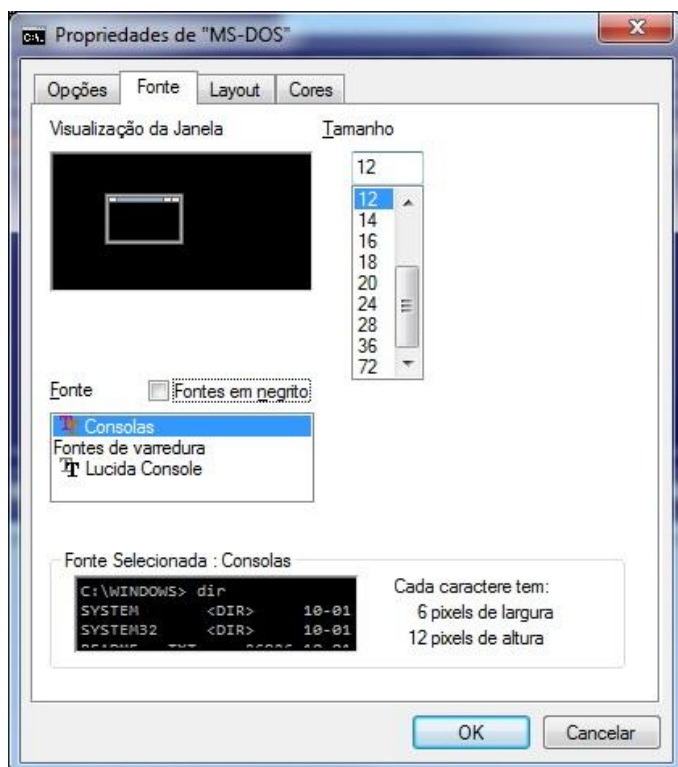 C:\. Propriedades de "MS-DOS"
Opções Fonte Layout Cores
Visualização da Janela Tamanho
12
12
14
16
18
20
24
28
36
72
Fonte Fontes em negrito
Consolas
Fontes de varredura
Lucida Console
Fonte Selecionada : Consolas
C:\WINDOWS> dir
SYSTEM <DIR> 10-01
SYSTEM32 <DIR> 10-01
Cada caractere tem:
6 pixels de largura
12 pixels de altura
OK Cancelar